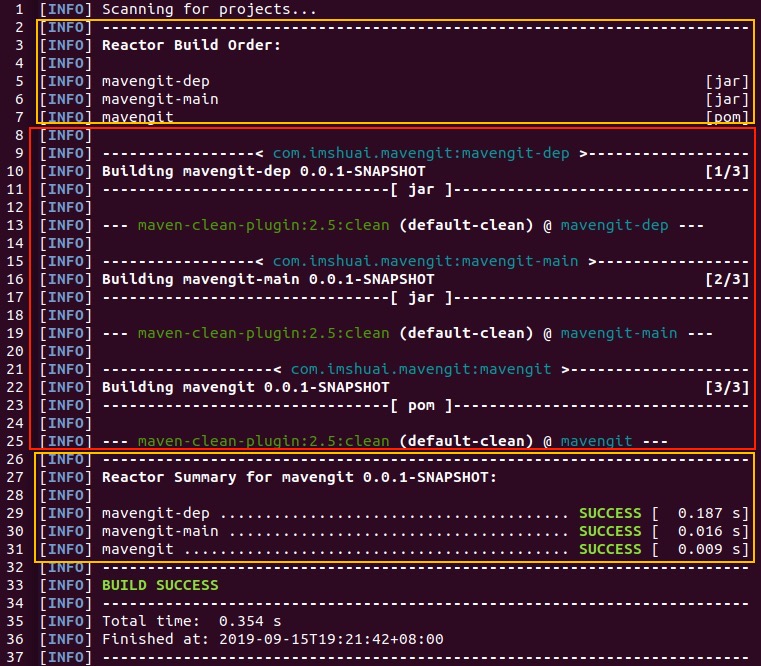 1 [INFO] Scanning for projects...
2 [INFO] ------------------------------------------------------------------------
3 [INFO] Reactor Build Order:
4 [INFO]
5 [INFO] mavengit-dep                                                       [jar]
6 [INFO] mavengit-main                                                      [jar]
7 [INFO] mavengit                                                           [pom]
8 [INFO]
9 [INFO] -----------------< com.imshuai.mavengit:mavengit-dep >------------------
10 [INFO] Building mavengit-dep 0.0.1-SNAPSHOT                               [1/3]
11 [INFO] --------------------------------[ jar ]---------------------------------
12 [INFO]
13 [INFO] --- maven-clean-plugin:2.5:clean (default-clean) @ mavengit-dep ---
14 [INFO]
15 [INFO] -----------------< com.imshuai.mavengit:mavengit-main >-----------------
16 [INFO] Building mavengit-main 0.0.1-SNAPSHOT                              [2/3]
17 [INFO] --------------------------------[ jar ]---------------------------------
18 [INFO]
19 [INFO] --- maven-clean-plugin:2.5:clean (default-clean) @ mavengit-main ---
20 [INFO]
21 [INFO] -------------------< com.imshuai.mavengit:mavengit >--------------------
22 [INFO] Building mavengit 0.0.1-SNAPSHOT                                   [3/3]
23 [INFO] --------------------------------[ pom ]---------------------------------
24 [INFO]
25 [INFO] --- maven-clean-plugin:2.5:clean (default-clean) @ mavengit ---
26 [INFO] ------------------------------------------------------------------------
27 [INFO] Reactor Summary for mavengit 0.0.1-SNAPSHOT:
28 [INFO]
29 [INFO] mavengit-dep ....................................... SUCCESS [  0.187 s]
30 [INFO] mavengit-main ...................................... SUCCESS [  0.016 s]
31 [INFO] mavengit ........................................... SUCCESS [  0.009 s]
32 [INFO] ------------------------------------------------------------------------
33 [INFO] BUILD SUCCESS
34 [INFO] ------------------------------------------------------------------------
35 [INFO] Total time:  0.354 s
36 [INFO] Finished at: 2019-09-15T19:21:42+08:00
37 [INFO] ------------------------------------------------------------------------